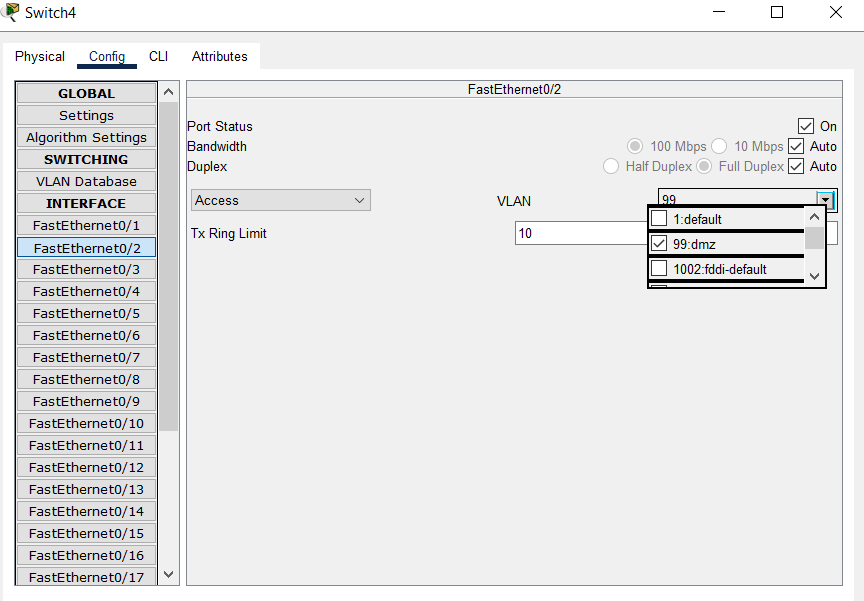 Switch4
Physical Config CLI Attributes
GLOBAL
Settings
Algorithm Settings
SWITCHING
VLAN Database
INTERFACE
FastEthernet0/1
FastEthernet0/2
FastEthernet0/3
FastEthernet0/4
FastEthernet0/5
FastEthernet0/6
FastEthernet0/7
FastEthernet0/8
FastEthernet0/9
FastEthernet0/10
FastEthernet0/11
FastEthernet0/12
FastEthernet0/13
FastEthernet0/14
FastEthernet0/15
FastEthernet0/16
FastEthernet0/17
FastEthernet0/2
Port Status On
Bandwidth 100 Mbps 10 Mbps Auto
Duplex Half Duplex Full Duplex Auto
Access VLAN 99
Tx Ring Limit 10
1:default
99:dmz
1002:fddi-default